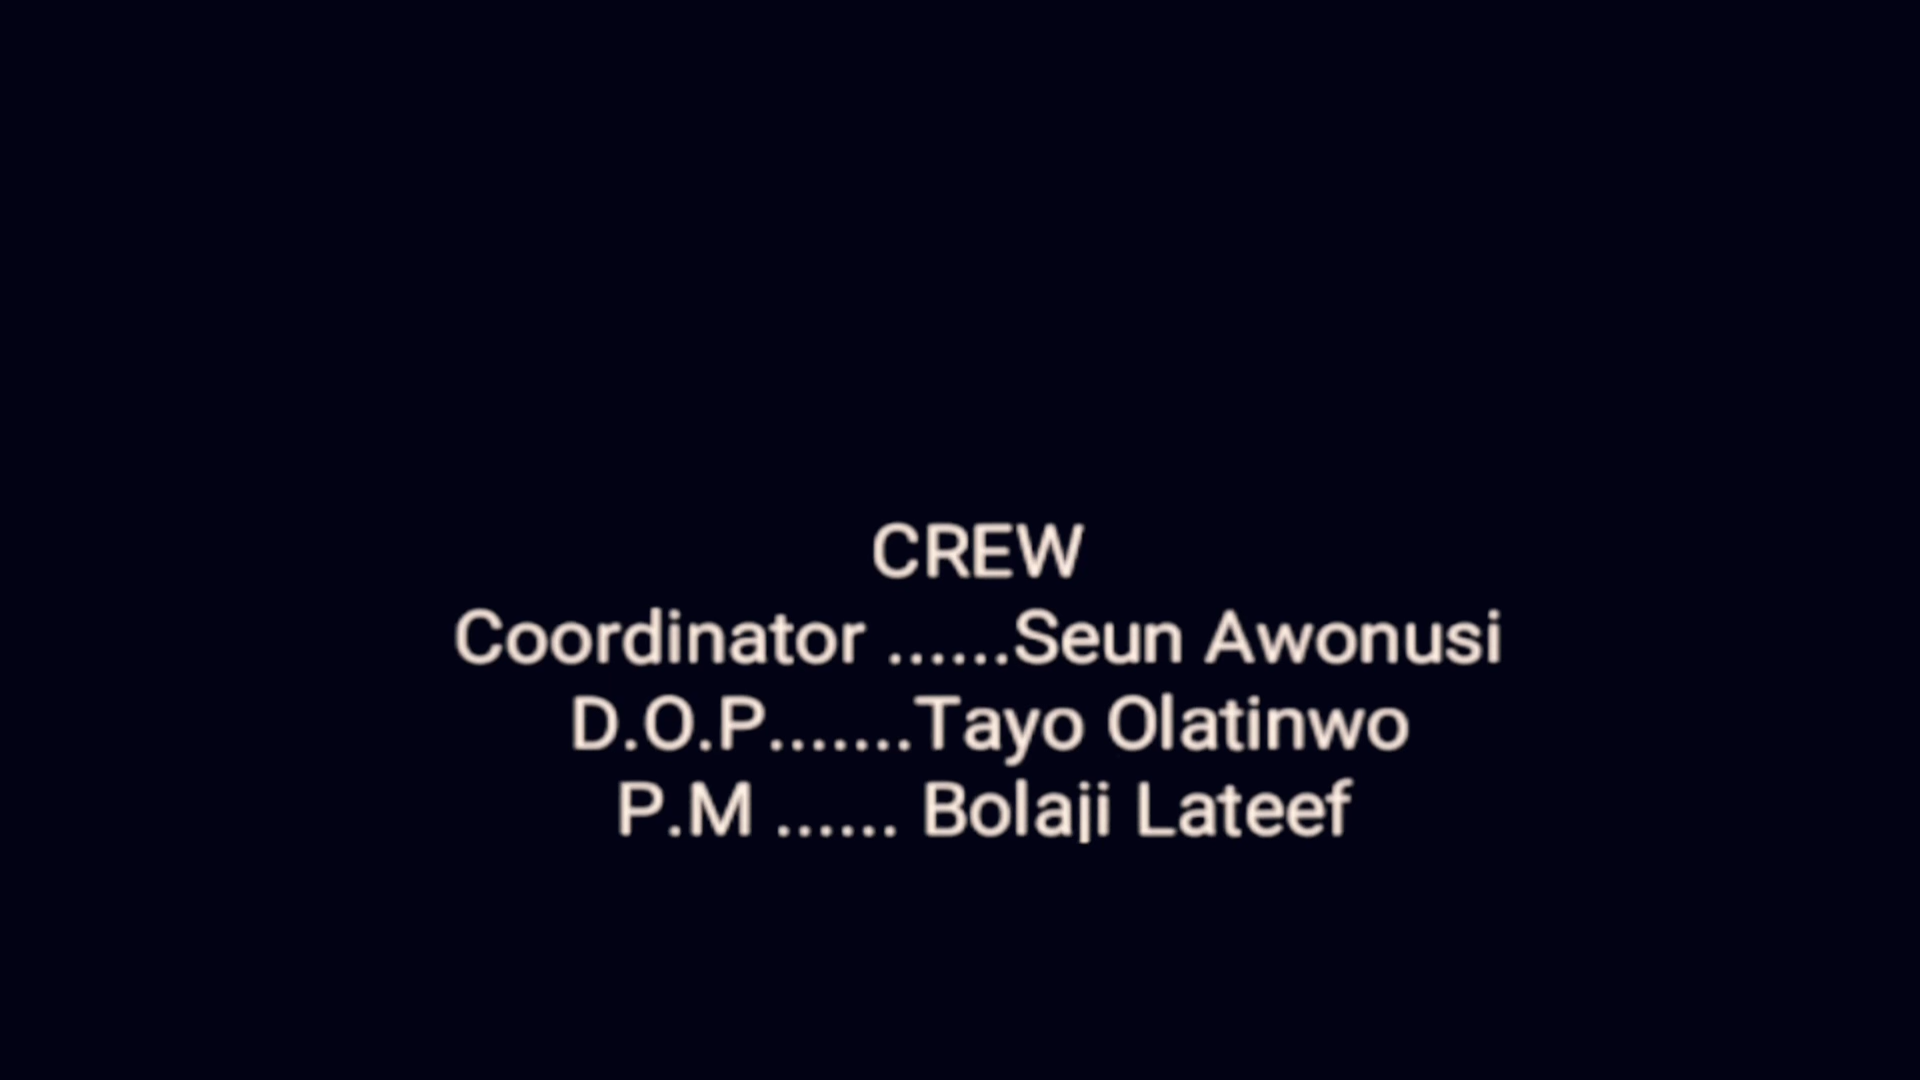 CREW
Coordinator ......Seun Awonusi
D.O.P.......Tayo Olatinwo
P.M ...... Bolaji Lateef